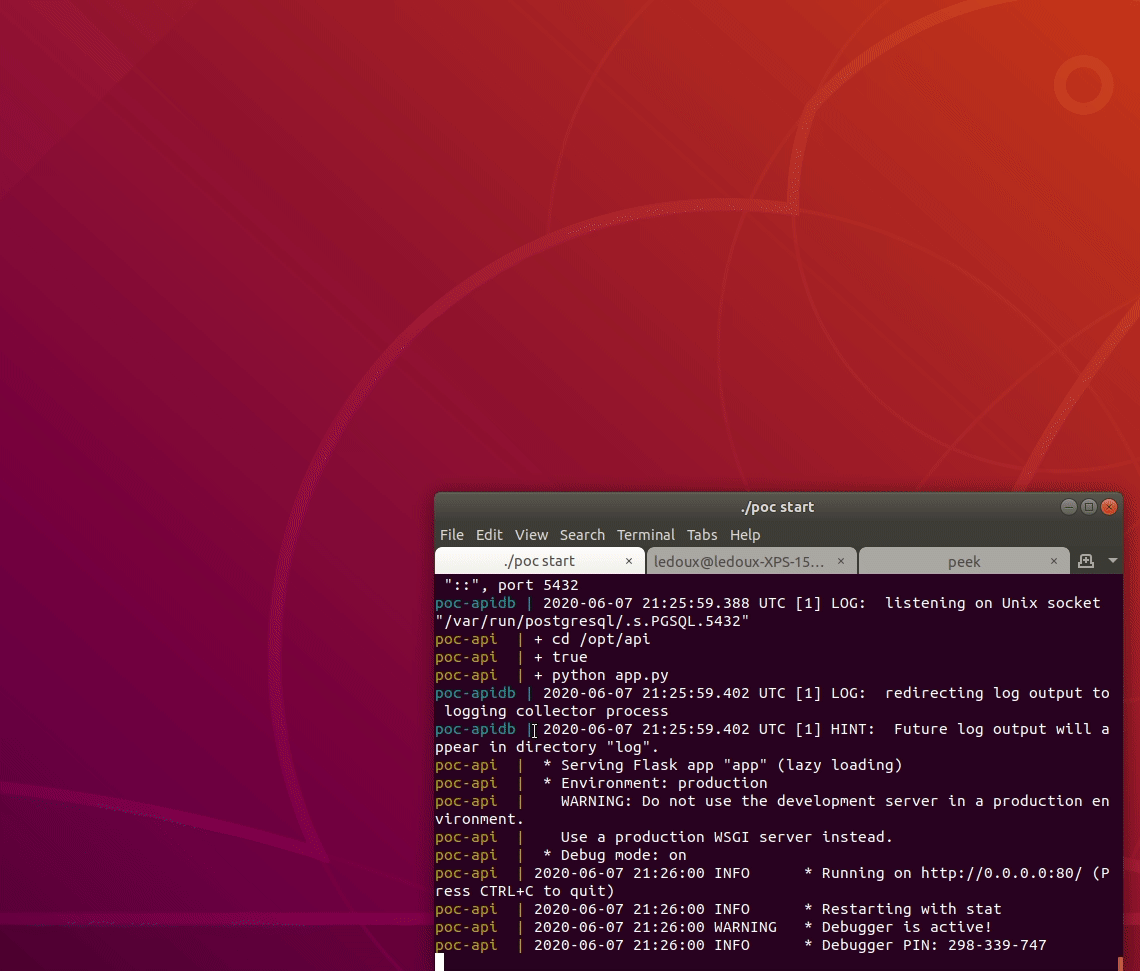 ./poc start
File Edit View Search Terminal Tabs Help
./poc start × ledoux@ledoux-XPS-15... × peek ×
"::", port 5432
poc-apidb | 2020-06-07 21:25:59.388 UTC [1] LOG:  listening on Unix socket
"/var/run/postgresql/.s.PGSQL.5432"
poc-api  | + cd /opt/api
poc-api  | + true
poc-api  | + python app.py
poc-apidb | 2020-06-07 21:25:59.402 UTC [1] LOG:  redirecting log output to
logging collector process
poc-apidb | 2020-06-07 21:25:59.402 UTC [1] HINT:  Future log output will a
ppear in directory "log".
poc-api  |  * Serving Flask app "app" (lazy loading)
poc-api  |  * Environment: production
poc-api  |    WARNING: Do not use the development server in a production en
vironment.
poc-api  |    Use a production WSGI server instead.
poc-api  |  * Debug mode: on
poc-api  | 2020-06-07 21:26:00 INFO      * Running on http://0.0.0.0:80/ (P
ress CTRL+C to quit)
poc-api  | 2020-06-07 21:26:00 INFO      * Restarting with stat
poc-api  | 2020-06-07 21:26:00 WARNING   * Debugger is active!
poc-api  | 2020-06-07 21:26:00 INFO      * Debugger PIN: 298-339-747